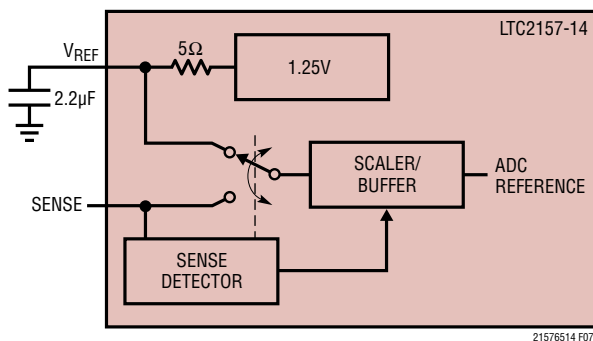 LTC2157-14
VREF
5Ω
1.25V
2.2µF
SCALER/
BUFFER
ADC
REFERENCE
SENSE
SENSE
DETECTOR
21576514 F07